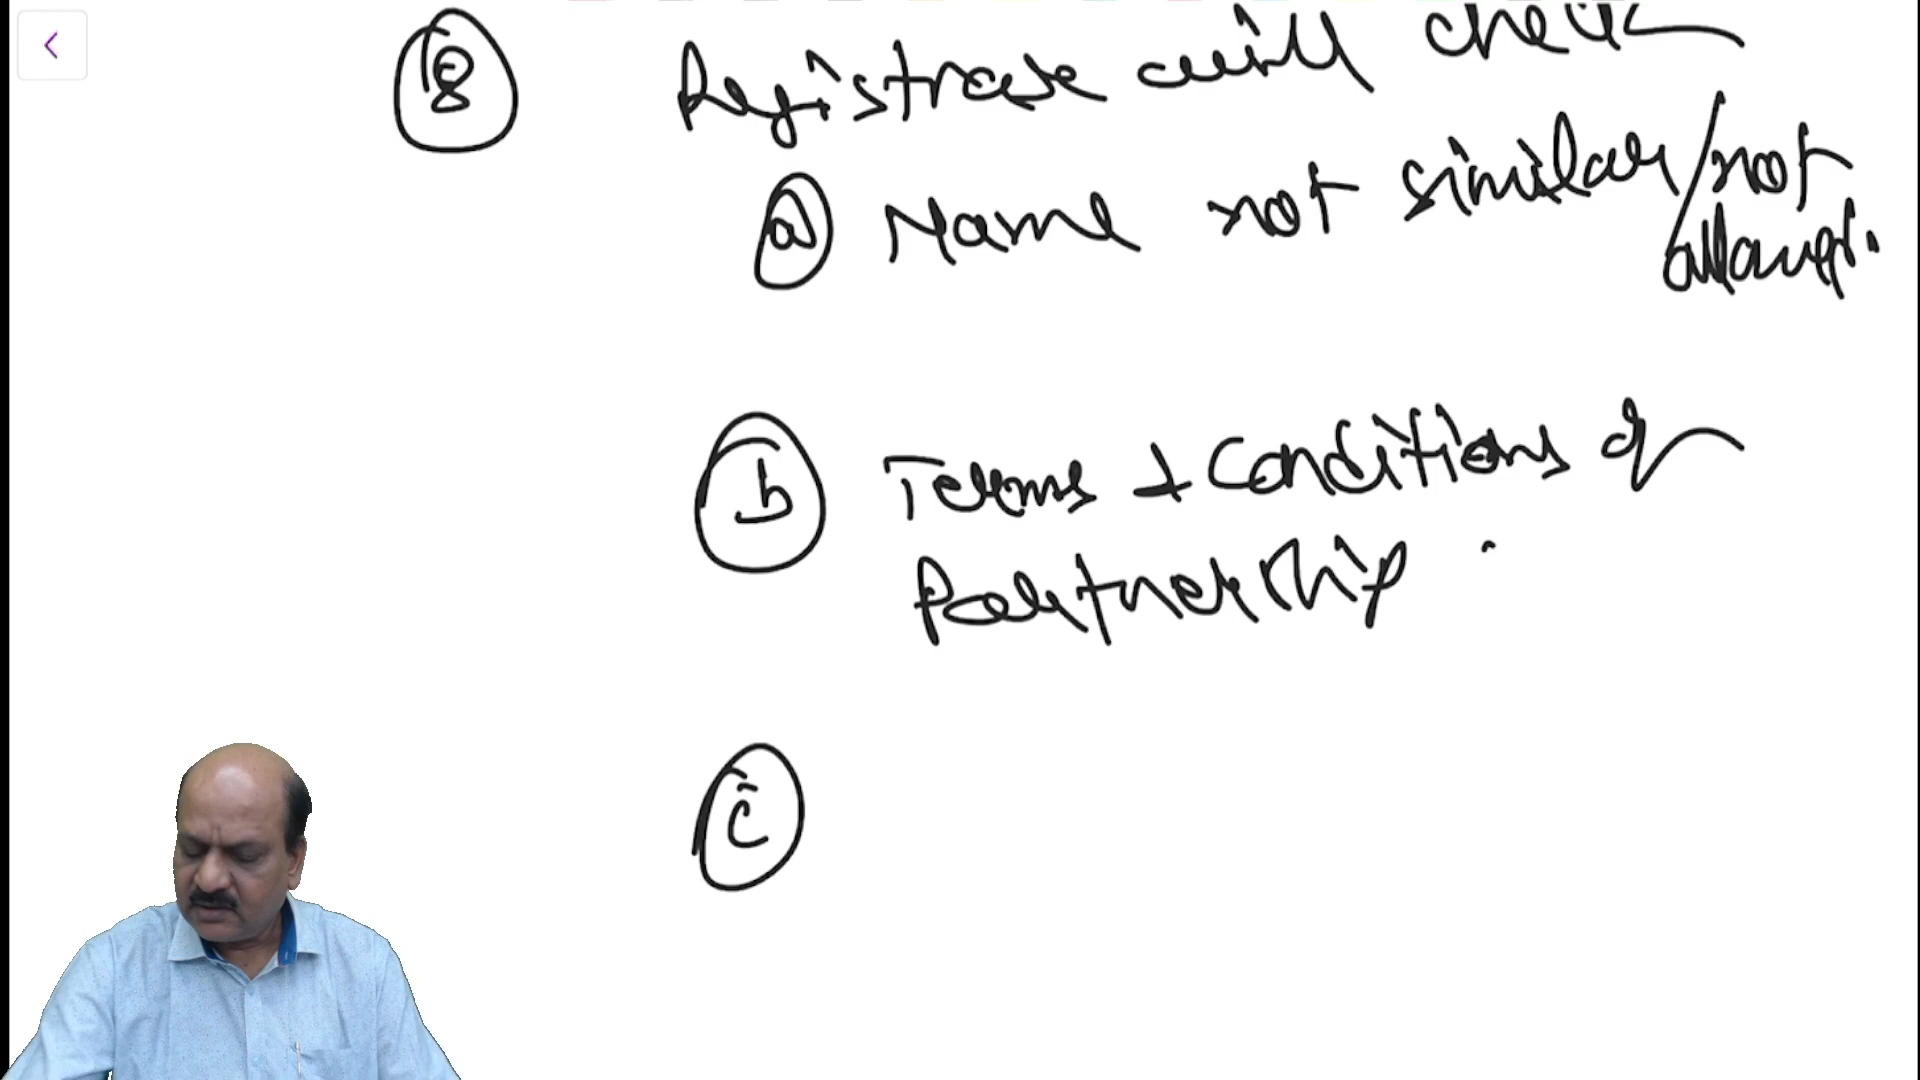 8 Registrar will check
a Name not similar/not
allowed.
b Terms & Conditions of
Partnership.
c